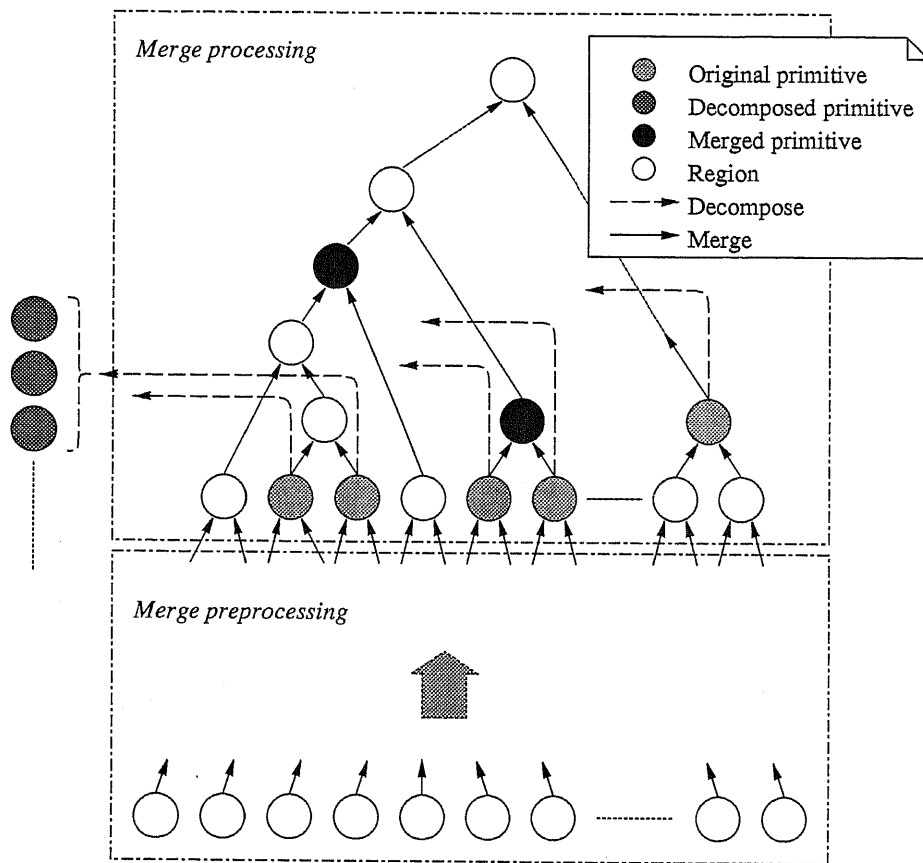 Merge processing
Original primitive
Decomposed primitive
Merged primitive
Region
Decompose
Merge
Merge preprocessing